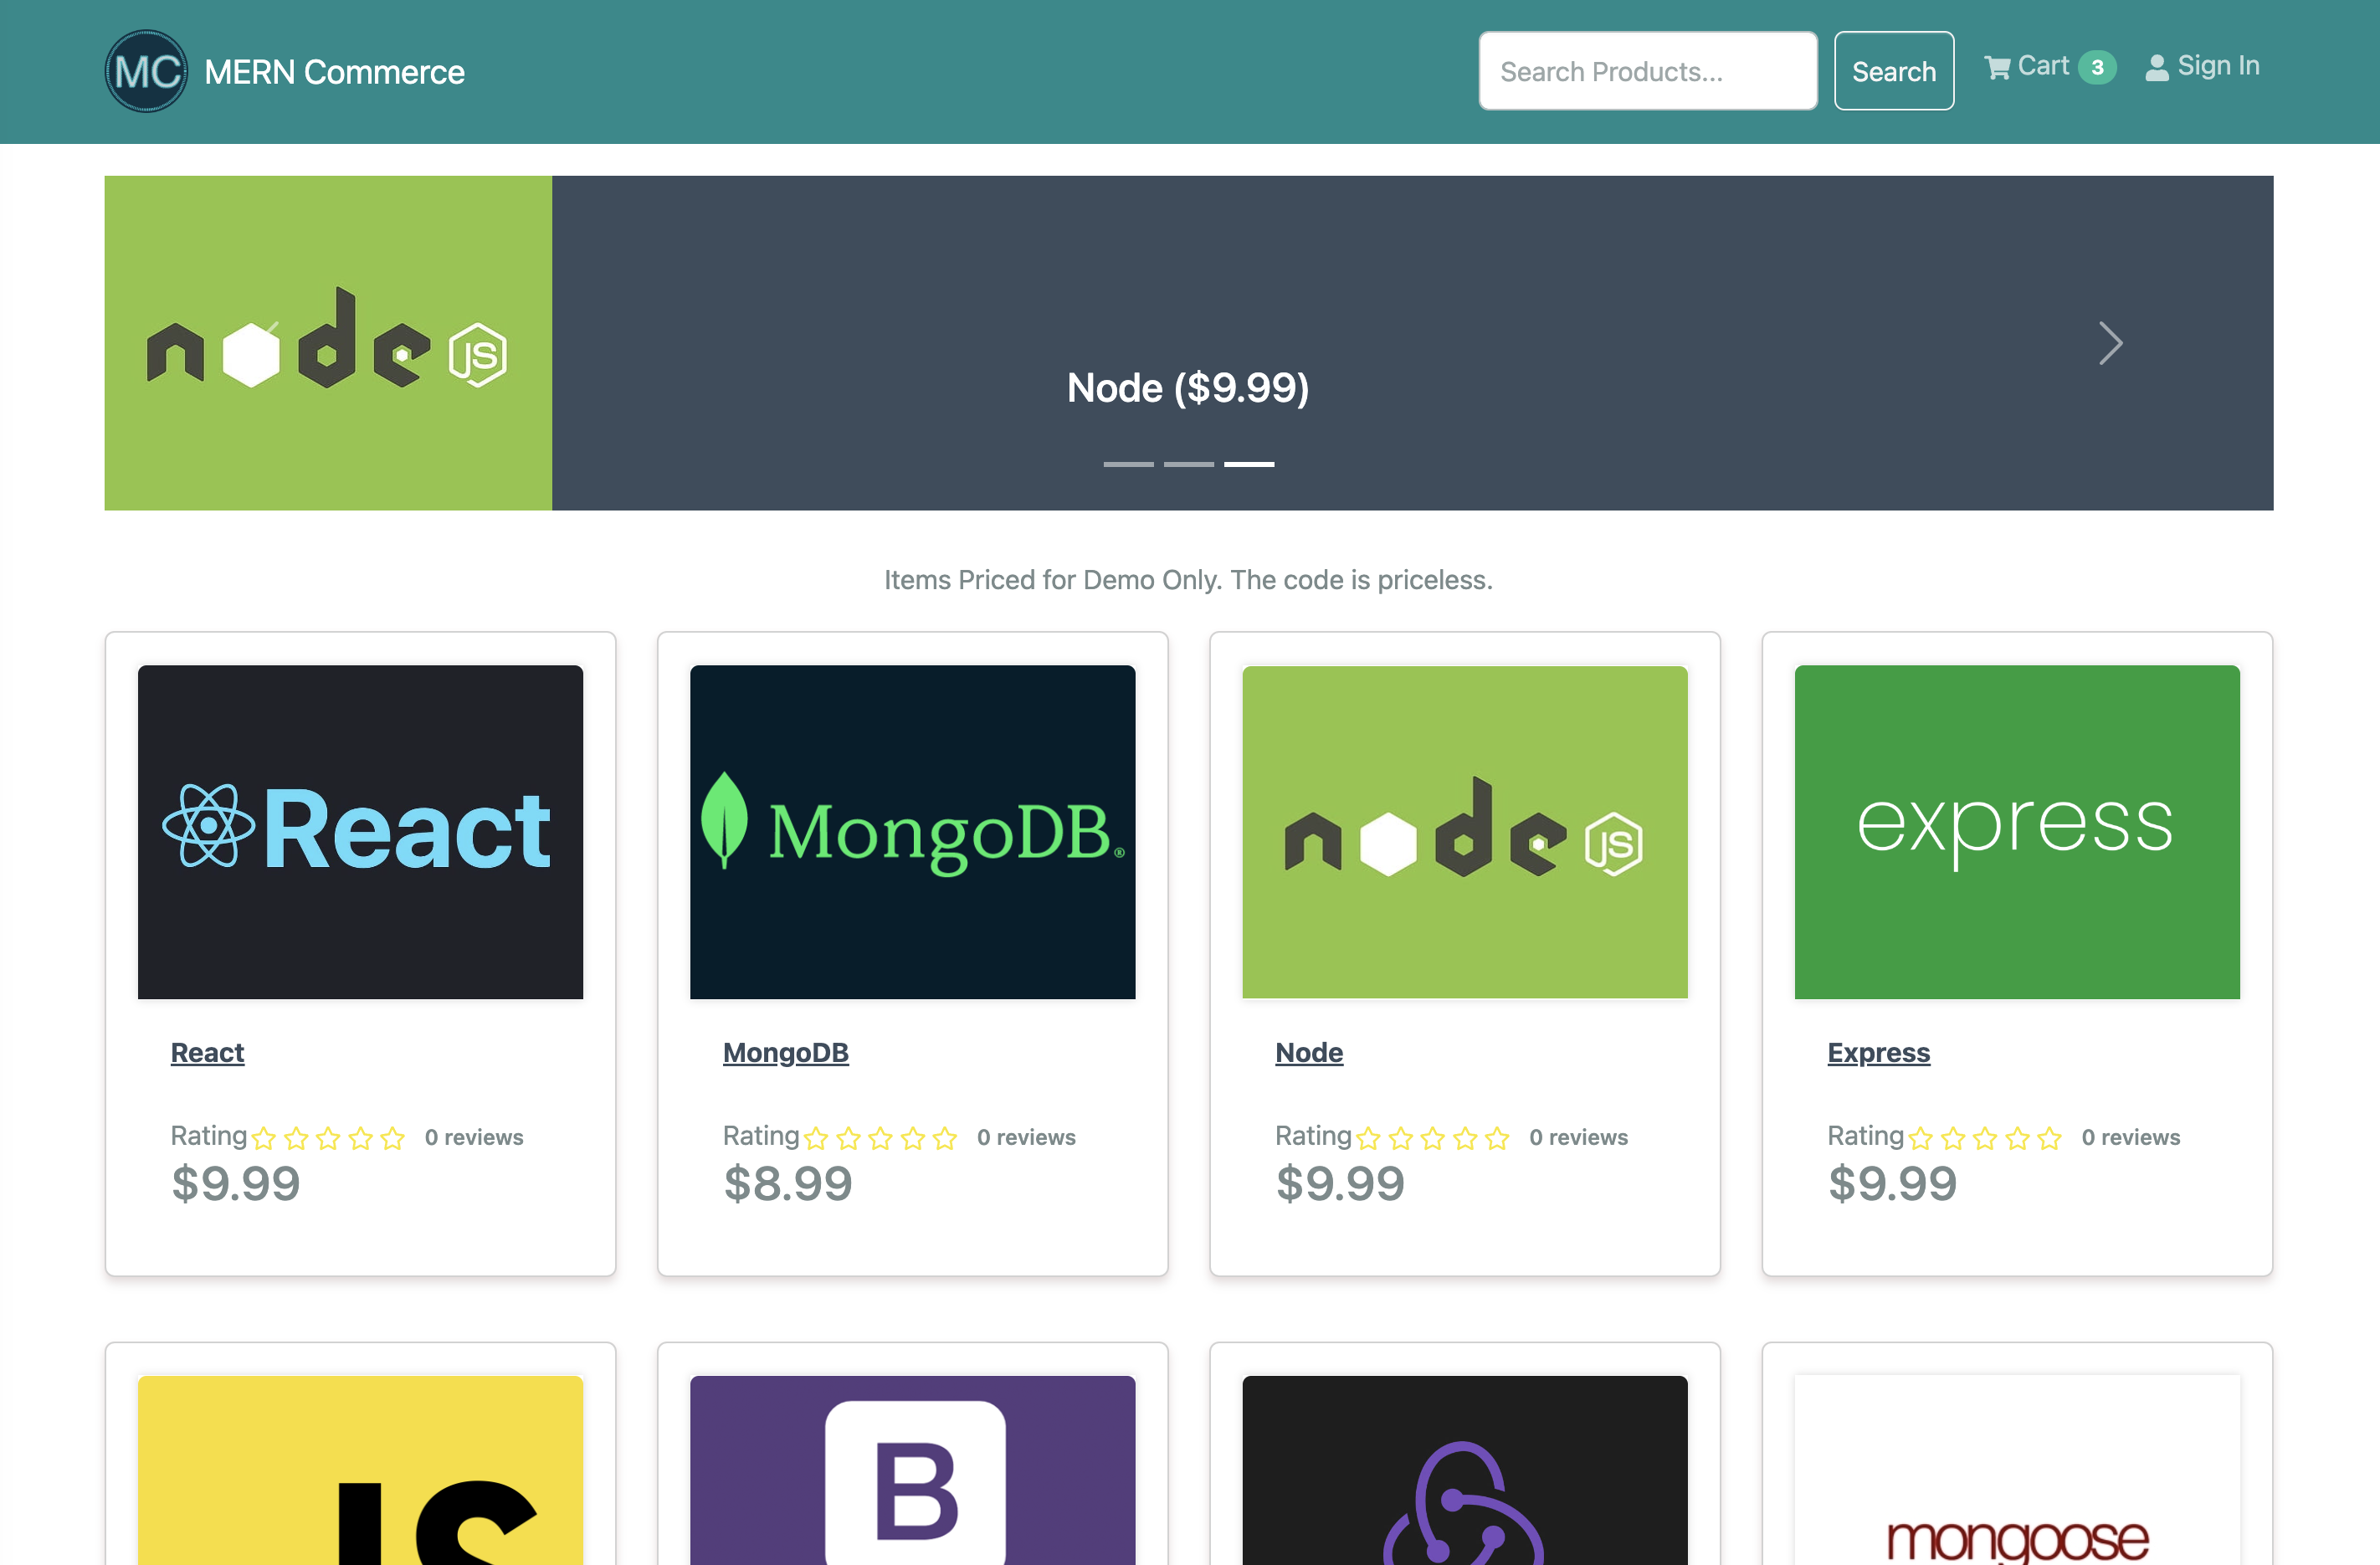 MC MERN Commerce Search Products... Search Cart 3 Sign In
node JS
Node ($9.99)
Items Priced for Demo Only. The code is priceless.
React
MongoDB®
node JS
express
React
MongoDB
Node
Express
Rating 0 reviews
Rating 0 reviews
Rating 0 reviews
Rating 0 reviews
$9.99
$8.99
$9.99
$9.99
JS
B
mongoose